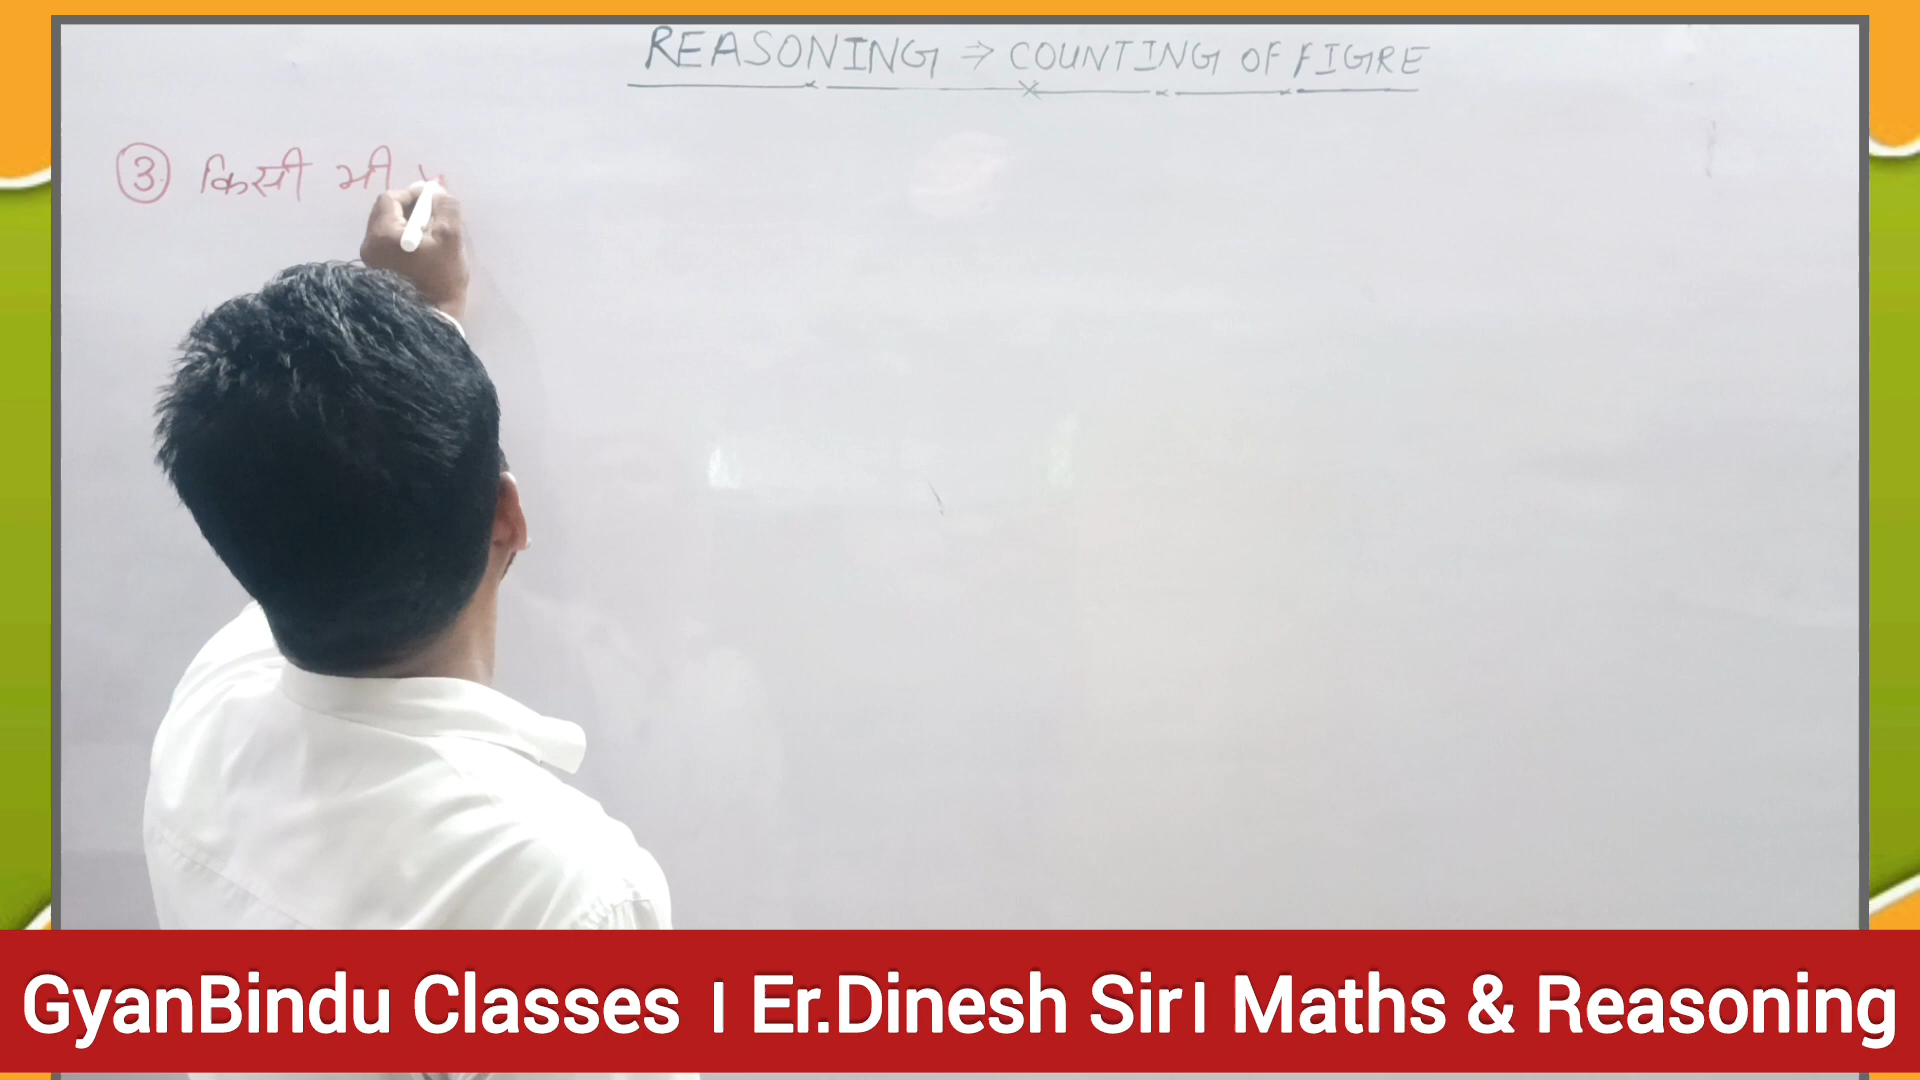 REASONING ⇒ COUNTING OF FIGRE
③ किसी भी
GyanBindu Classes । Er.Dinesh Sir। Maths & Reasoning